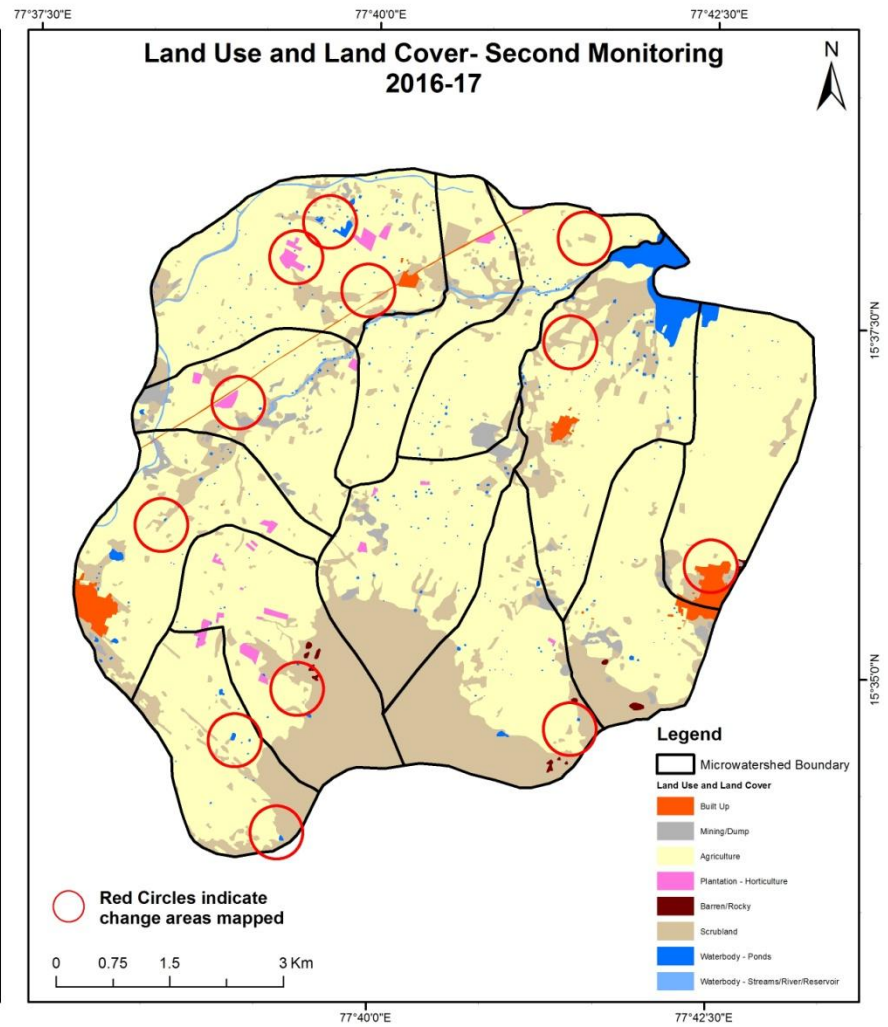 77°37'30"E
77°40'0"E
77°42'30"E
Land Use and Land Cover- Second Monitoring
2016-17
N
15°37'30"N
15°35'0"N
Legend
Microwatershed Boundary
Land Use and Land Cover
Built Up
Mining/Dump
Agriculture
Plantation - Horticulture
Barren/Rocky
Scrubland
Waterbody - Ponds
Waterbody - Streams/River/Reservoir
Red Circles indicate
change areas mapped
0 0.75 1.5 3 Km
77°40'0"E
77°42'30"E